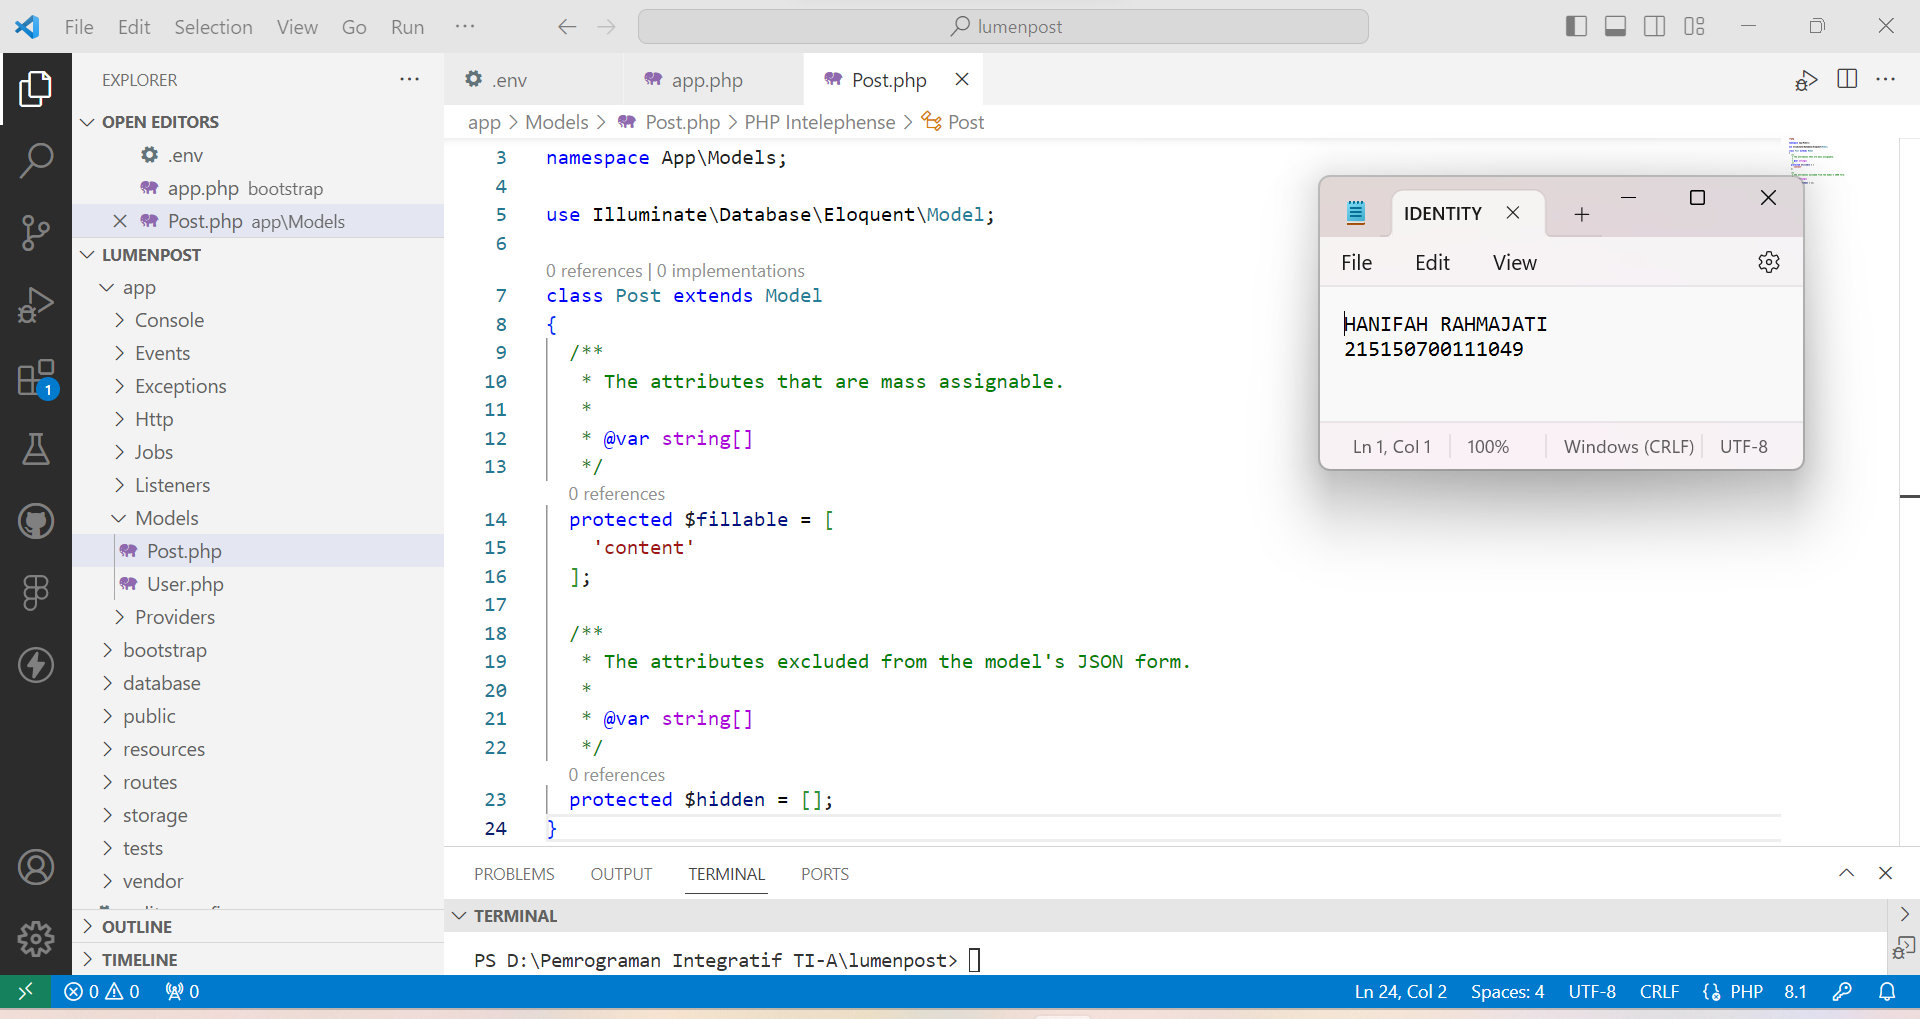 File Edit Selection View Go Run ···
lumenpost
EXPLORER
OPEN EDITORS
.env
app.php bootstrap
Post.php app\Models
LUMENPOST
app
Console
Events
Exceptions
Http
Jobs
Listeners
Models
Post.php
User.php
Providers
bootstrap
database
public
resources
routes
storage
tests
vendor
OUTLINE
TIMELINE
1
.env app.php Post.php
app > Models > Post.php > PHP Intelephense > Post
3 namespace App\Models;
4
5 use Illuminate\Database\Eloquent\Model;
6
0 references | 0 implementations
7 class Post extends Model
8 {
9 /**
10 * The attributes that are mass assignable.
11 *
12 * @var string[]
13 */
0 references
14 protected $fillable = [
15 'content'
16 ];
17
18 /**
19 * The attributes excluded from the model's JSON form.
20 *
21 * @var string[]
22 */
0 references
23 protected $hidden = [];
24 }
IDENTITY
File Edit View
HANIFAH RAHMAJATI
215150700111049
Ln 1, Col 1 100% Windows (CRLF) UTF-8
PROBLEMS OUTPUT TERMINAL PORTS
TERMINAL
PS D:\Pemrograman Integratif TI-A\lumenpost>
0 0 0 Ln 24, Col 2 Spaces: 4 UTF-8 CRLF PHP 8.1